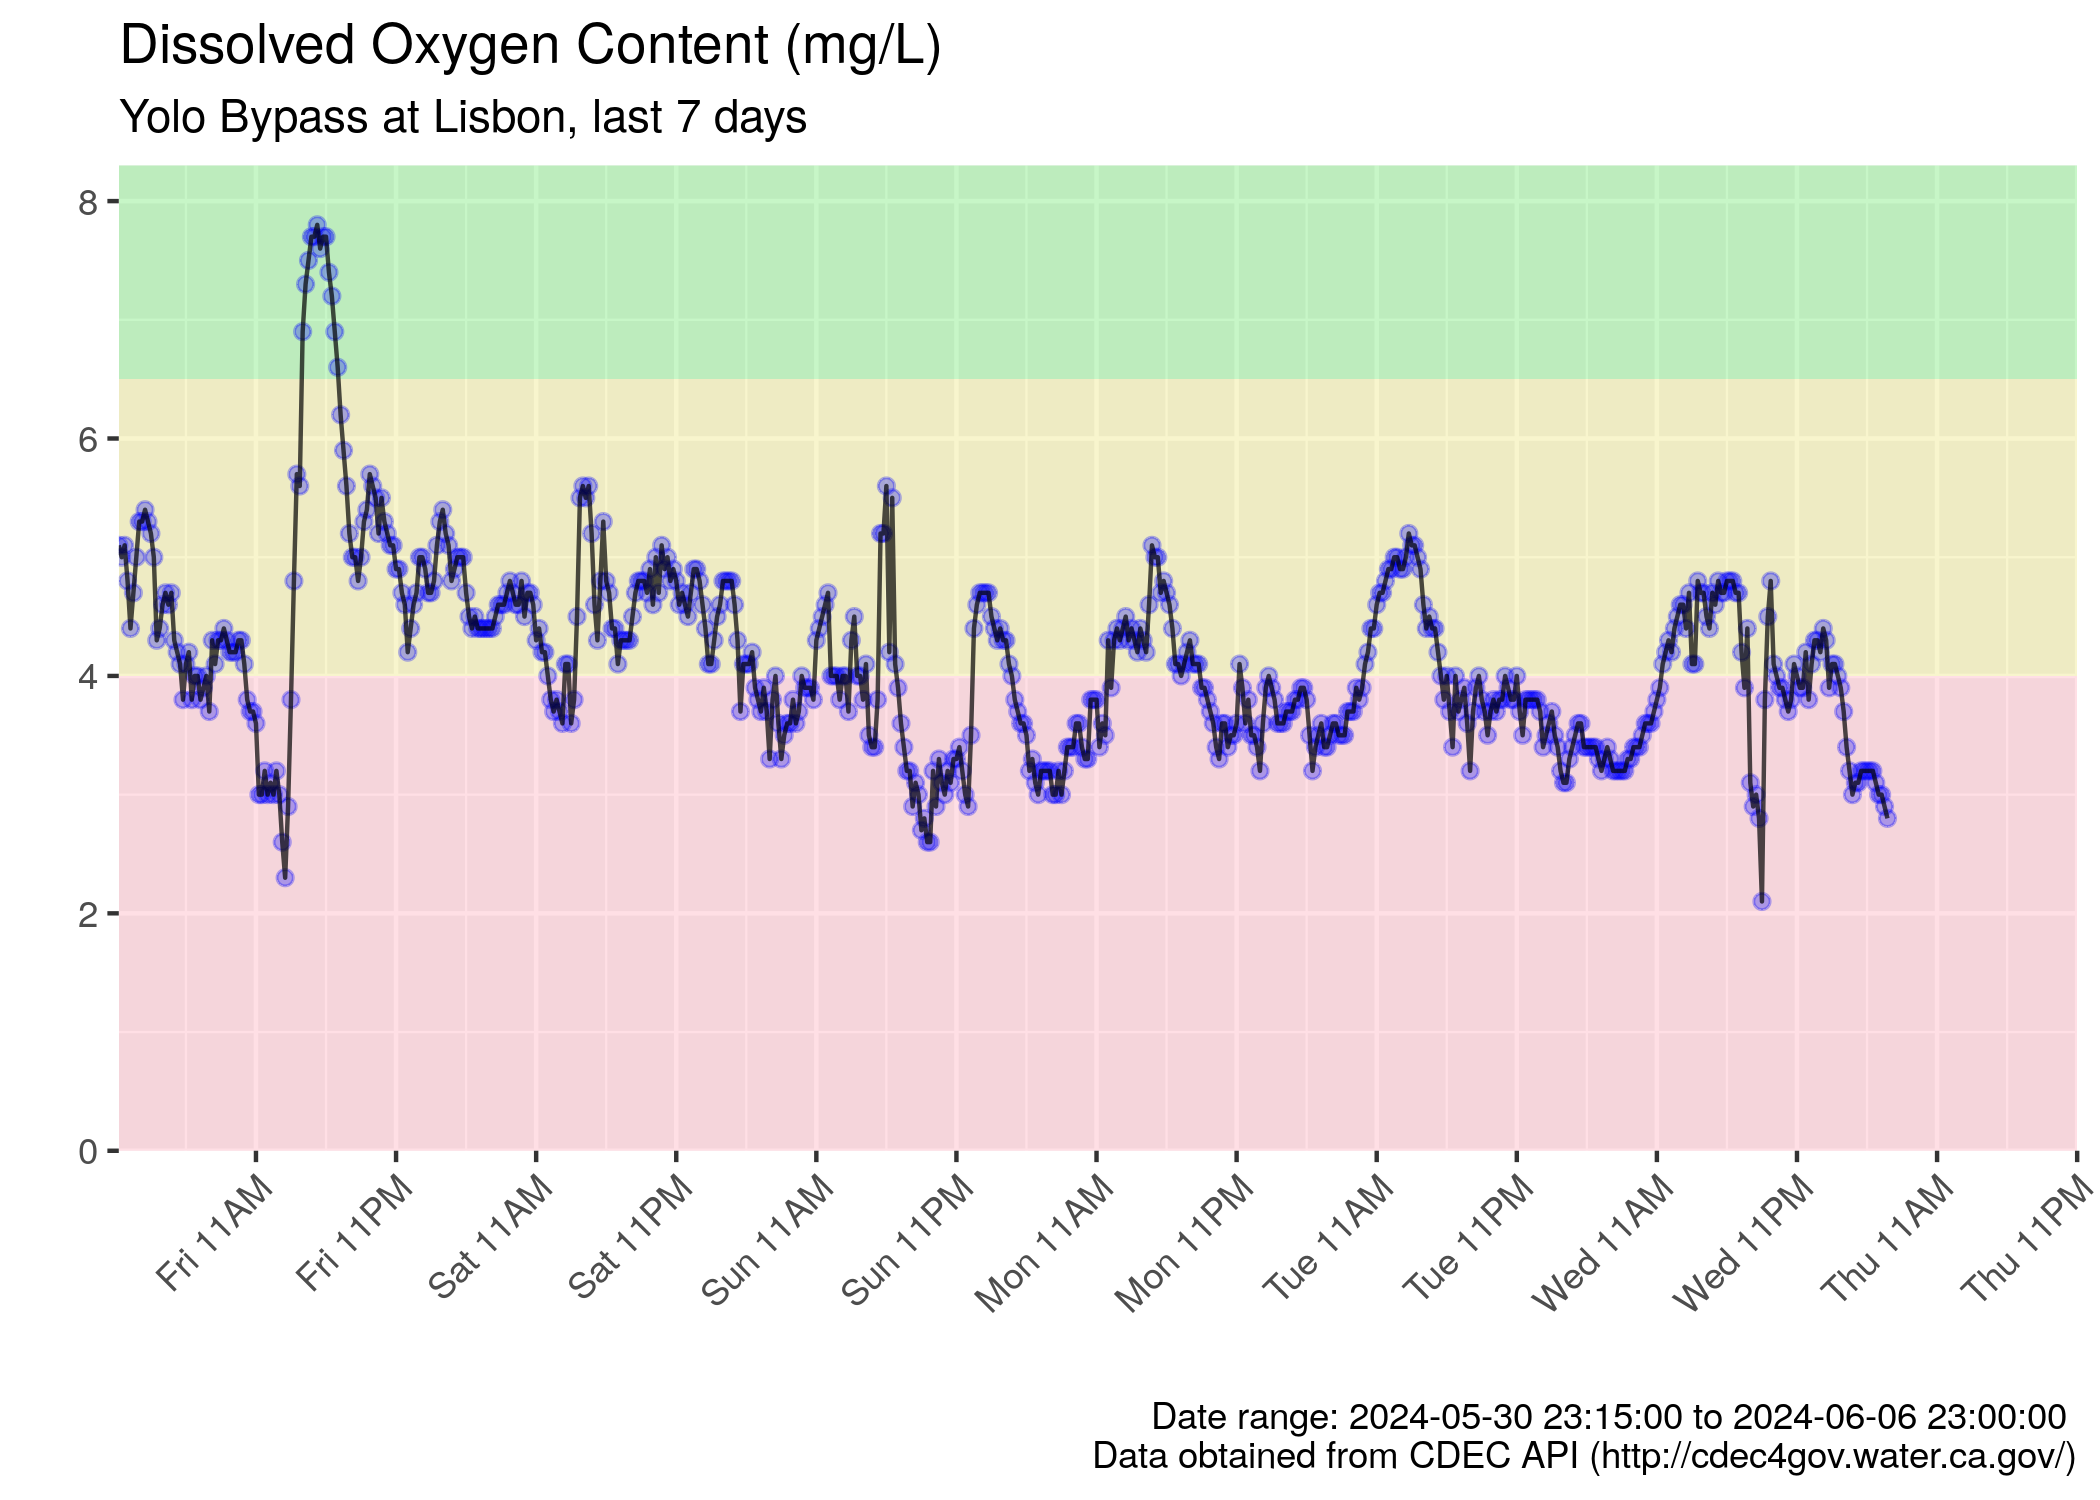 Dissolved Oxygen Content (mg/L)
Yolo Bypass at Lisbon, last 7 days
8
6
4
2
0
Fri 11AM
Fri 11PM
Sat 11AM
Sat 11PM
Sun 11AM
Sun 11PM
Mon 11AM
Mon 11PM
Tue 11AM
Tue 11PM
Wed 11AM
Wed 11PM
Thu 11AM
Thu 11PM
Date range: 2024-05-30 23:15:00 to 2024-06-06 23:00:00
Data obtained from CDEC API (http://cdec4gov.water.ca.gov/)